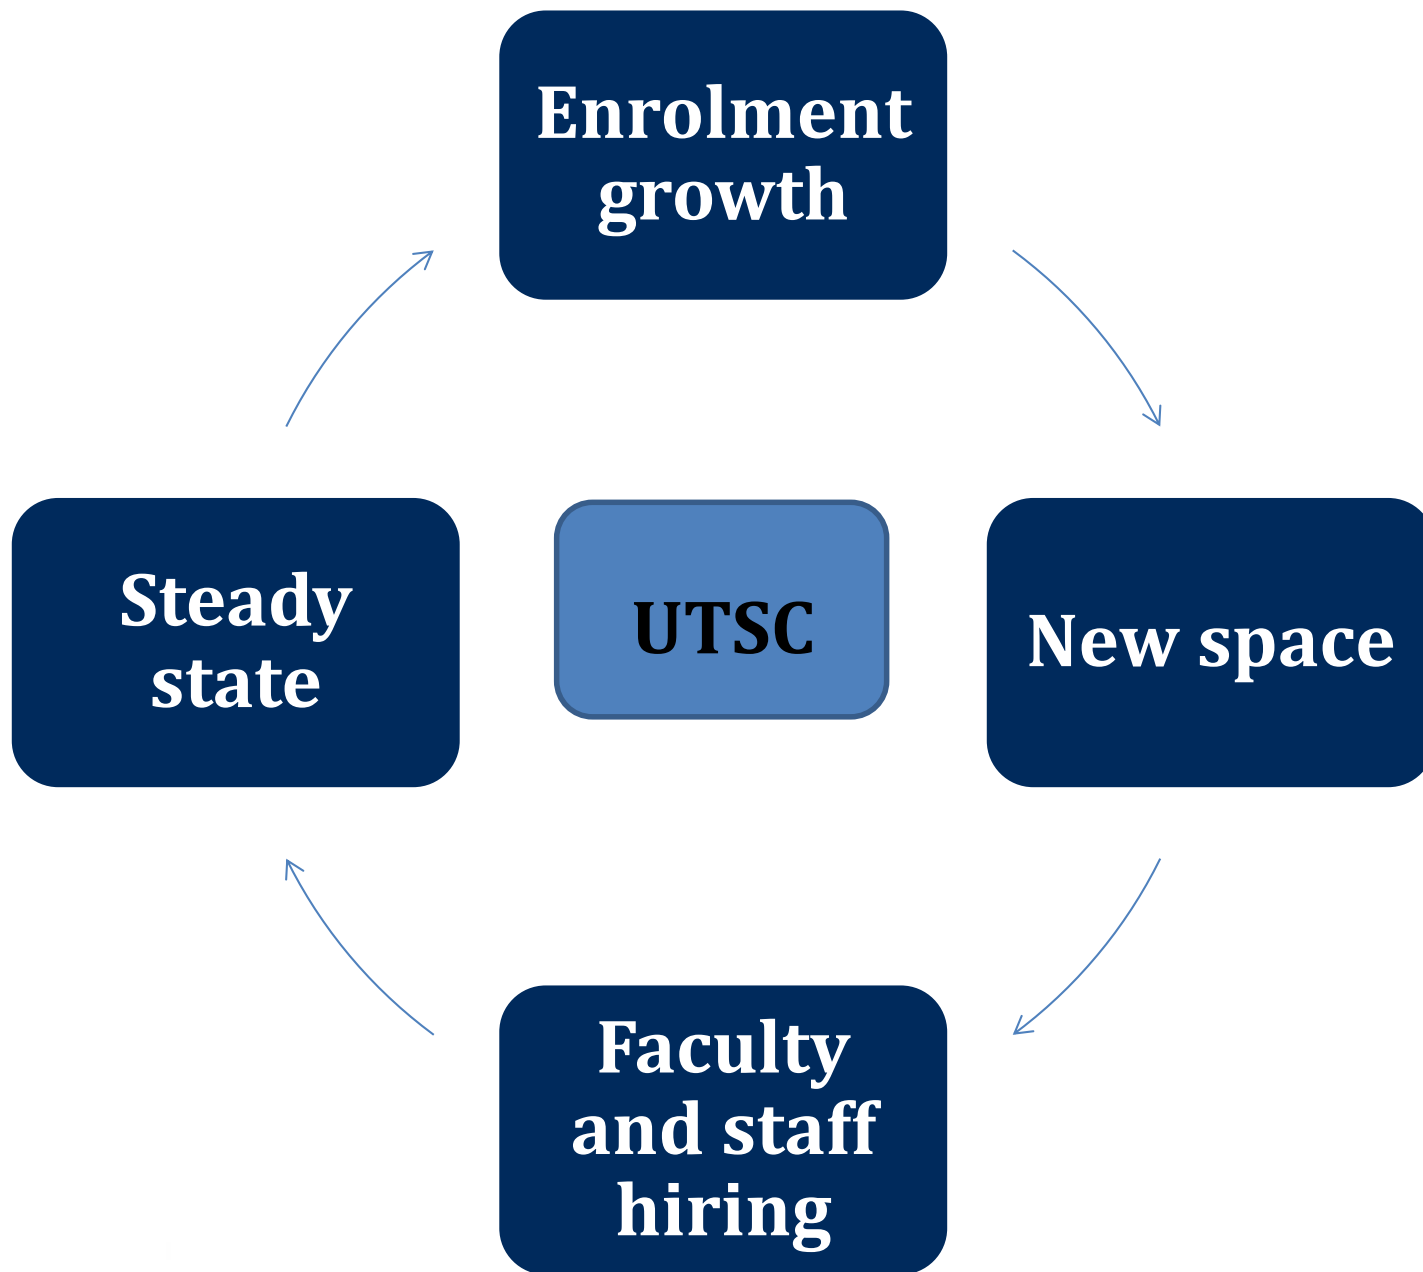 Enrolment
growth
Steady
state
UTSC
New space
Faculty
and staff
hiring